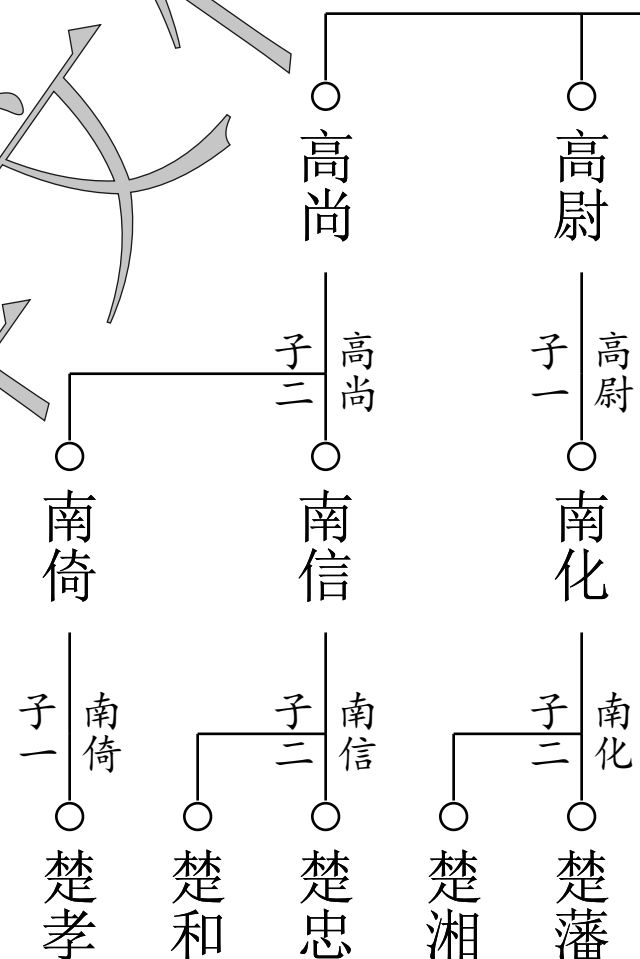 高尉
高尚
高尉
子一
高尚
子二
南化
南信
南倚
南化
子二
南信
子二
南倚
子一
楚藩
楚湘
楚忠
楚和
楚孝